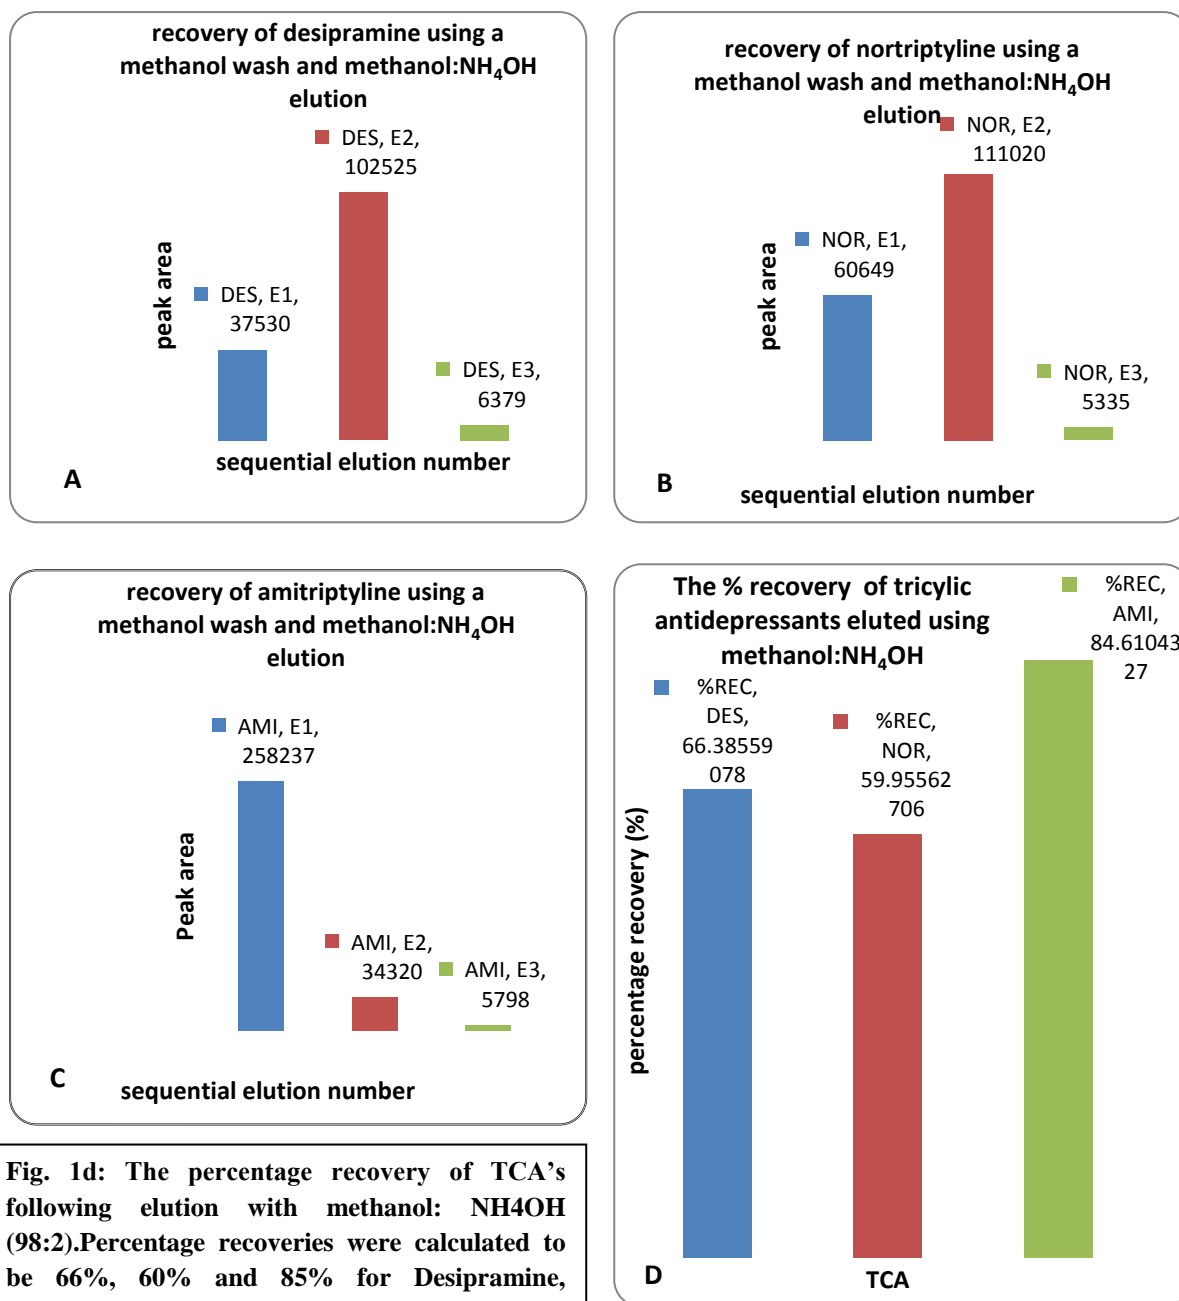 recovery of desipramine using a
methanol wash and methanol:NH₄OH
elution
DES, E2,
102525
DES, E1,
37530
DES, E3,
6379
peak area
sequential elution number
A
recovery of nortriptyline using a
methanol wash and methanol:NH₄OH
elution
NOR, E2,
111020
NOR, E1,
60649
NOR, E3,
5335
peak area
B
sequential elution number
recovery of amitriptyline using a
methanol wash and methanol:NH₄OH
elution
AMI, E1,
258237
AMI, E2,
34320
AMI, E3,
5798
Peak area
C
sequential elution number
The % recovery of tricylic
antidepressants eluted using
methanol:NH₄OH
%REC,
DES,
66.38559
078
%REC,
NOR,
59.95562
706
%REC,
AMI,
84.61043
27
percentage recovery (%)
D
TCA
Fig. 1d: The percentage recovery of TCA’s
following elution with methanol: NH4OH
(98:2).Percentage recoveries were calculated to
be 66%, 60% and 85% for Desipramine,